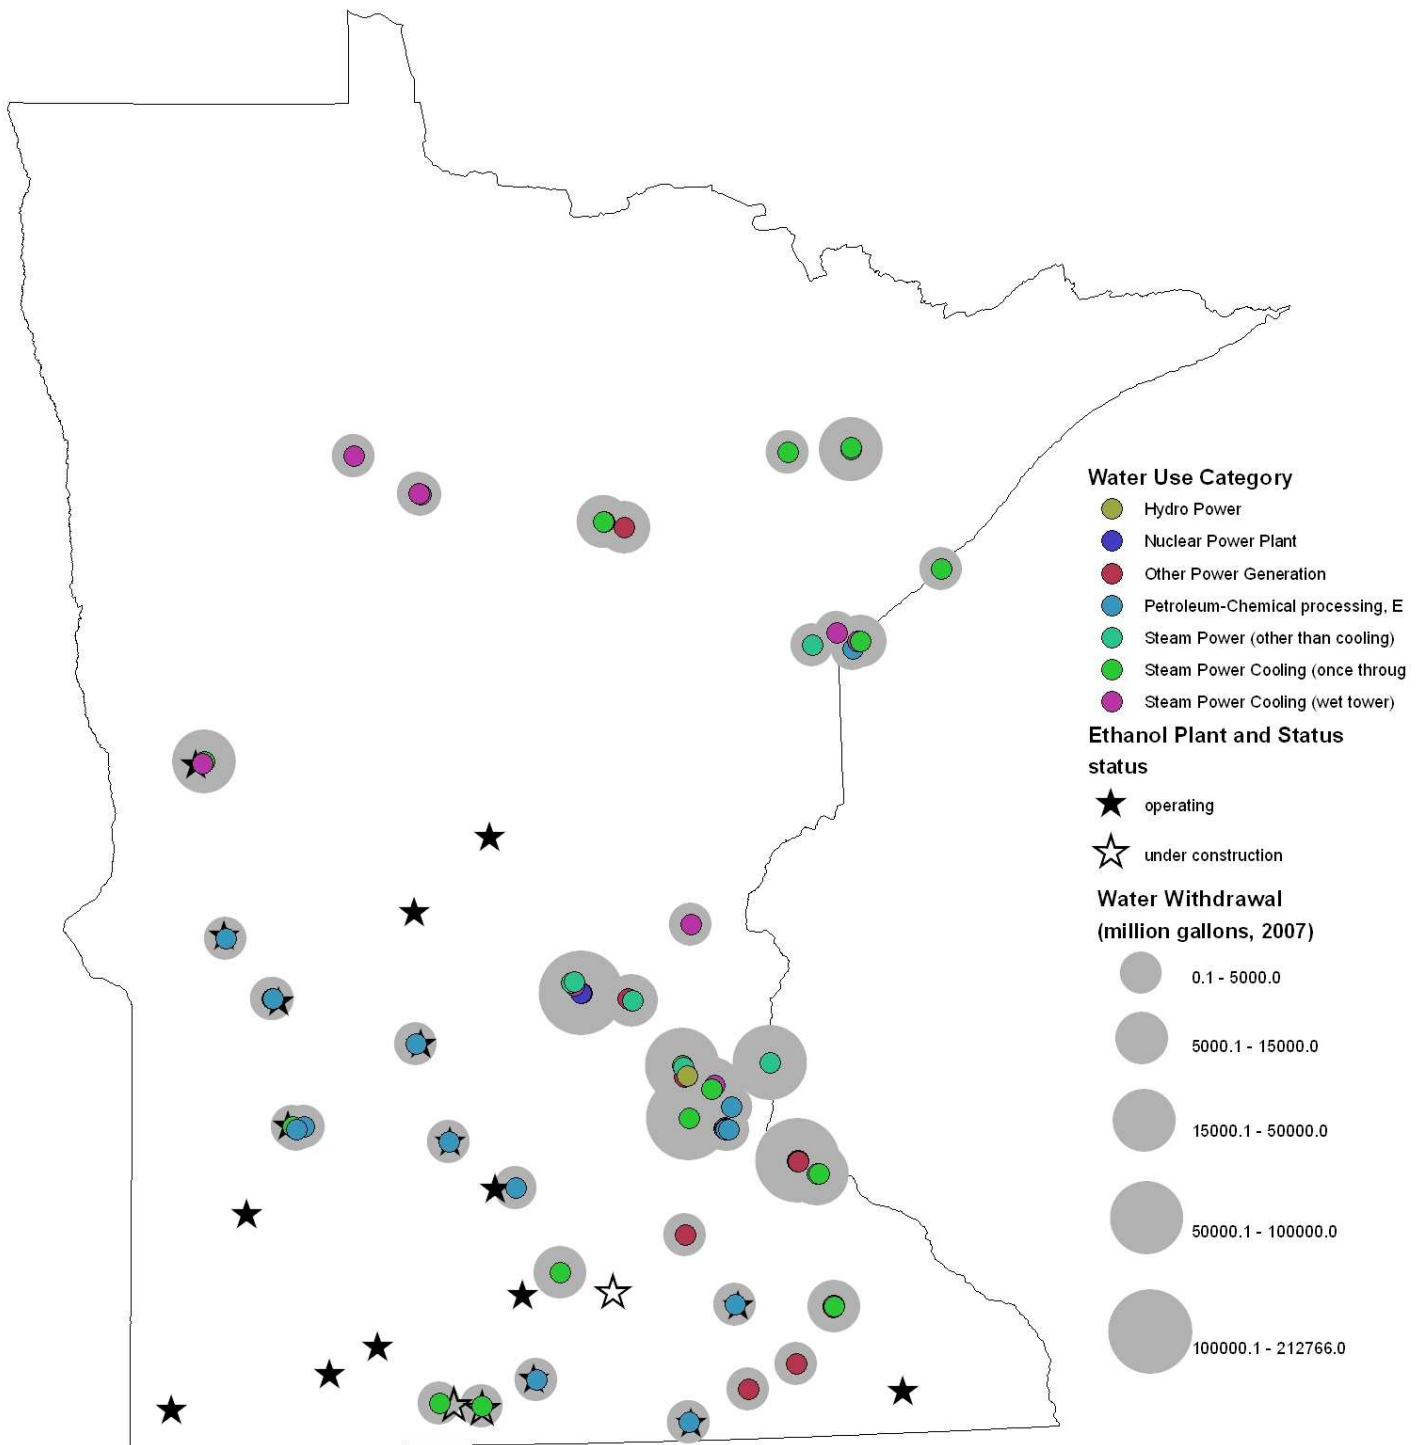 Water Use Category
Hydro Power
Nuclear Power Plant
Other Power Generation
Petroleum-Chemical processing, E
Steam Power (other than cooling)
Steam Power Cooling (once throug
Steam Power Cooling (wet tower)
Ethanol Plant and Status
status
operating
under construction
Water Withdrawal
(million gallons, 2007)
0.1 - 5000.0
5000.1 - 15000.0
15000.1 - 50000.0
50000.1 - 100000.0
100000.1 - 212766.0